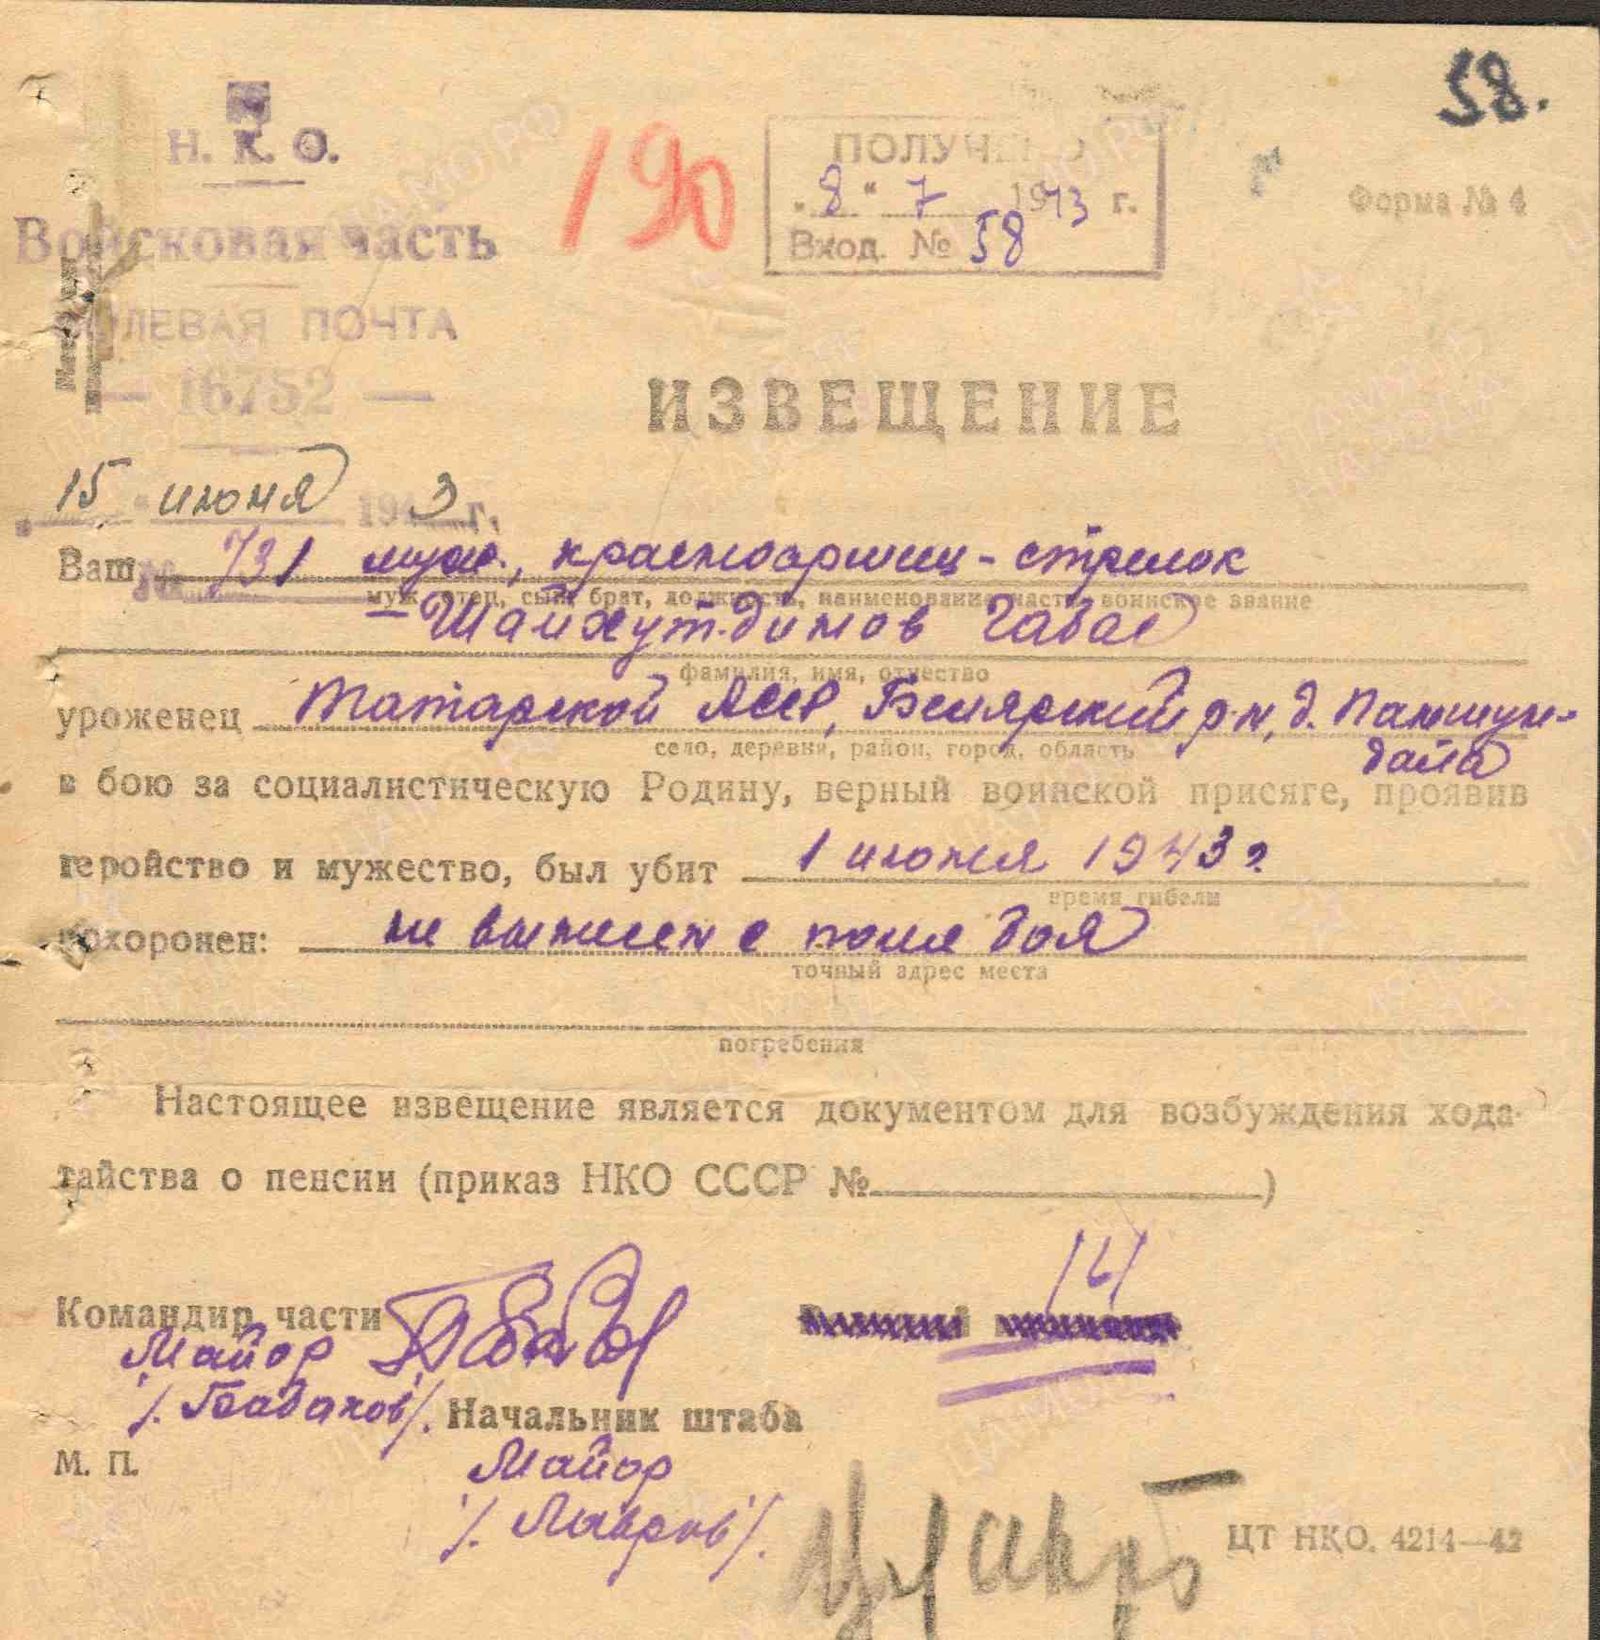 58.
Н. К. О.
190
ПОЛУЧЕНО
„8“ 7 1943 г.
Вход. № 58
Форма № 4
Войсковая часть
ПОЛЕВАЯ ПОЧТА
— 16752 —
ИЗВЕЩЕНИЕ
15 июня 1943 г.
№ 731
Ваш муж, красноармеец - стрелок
муж, отец, сын, брат, должность, наименование части, воинское звание
Шайхутдинов Габас
фамилия, имя, отчество
уроженец Татарской АССР, Билярский р-н, д.
село, деревня, район, город, область
в бою за социалистическую Родину, верный воинской присяге, проявив
геройство и мужество, был убит 1 июня 1943 г.
время гибели
похоронен: не вынесен с поля боя
точный адрес места
погребения
Настоящее извещение является документом для возбуждения хода-
тайства о пенсии (приказ НКО СССР № )
Командир части
Майор
Начальник штаба
М. П.
Майор
/. Лавров /.
ЦТ НКО. 4214—42